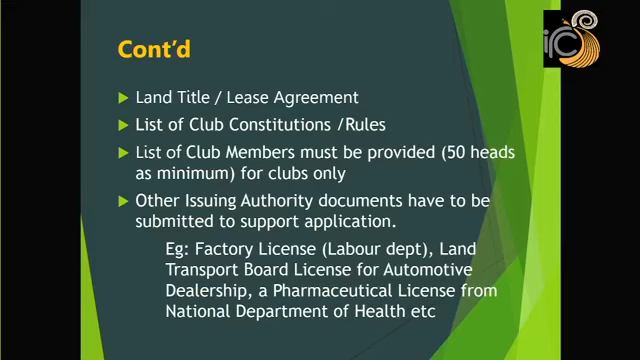 Cont'd
Land Title / Lease Agreement
List of Club Constitutions /Rules
List of Club Members must be provided (50 heads
as minimum) for clubs only
Other Issuing Authority documents have to be
submitted to support application.
Eg: Factory License (Labour dept), Land
Transport Board License for Automotive
Dealership, a Pharmaceutical License from
National Department of Health etc